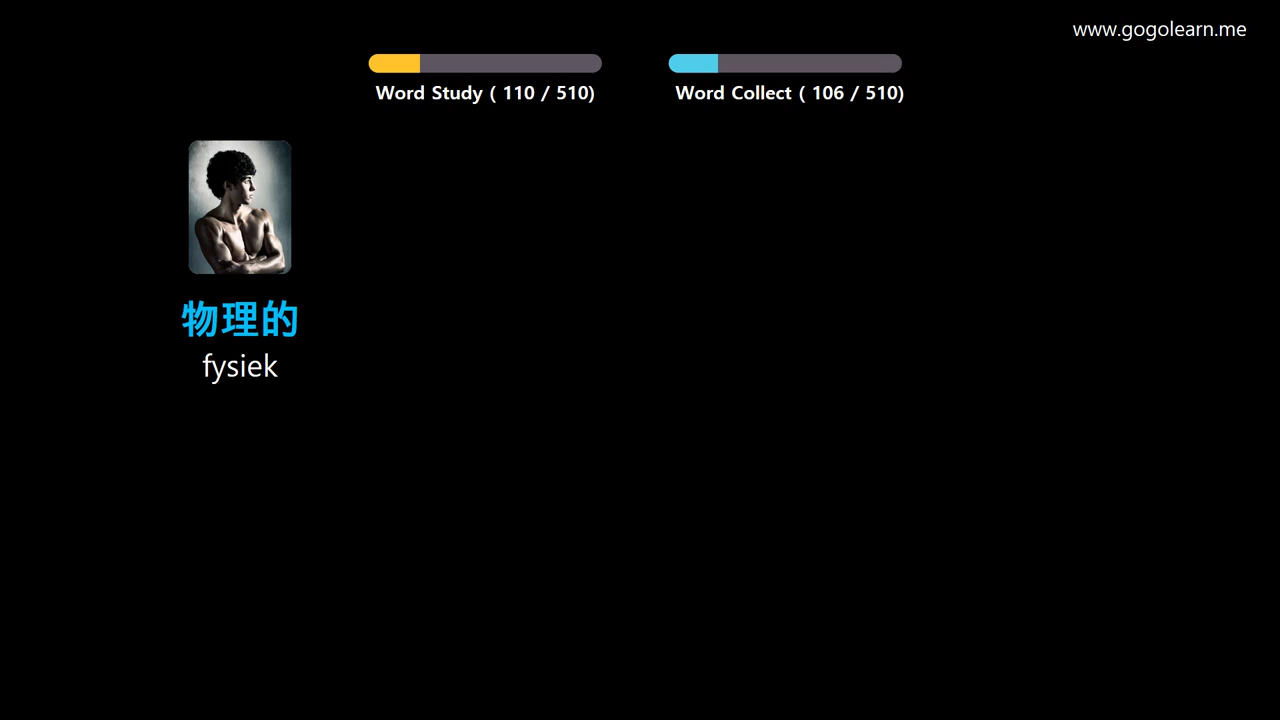 www.gogolearn.me
Word Study ( 110 / 510)
Word Collect ( 106 / 510)
物理的
fysiek